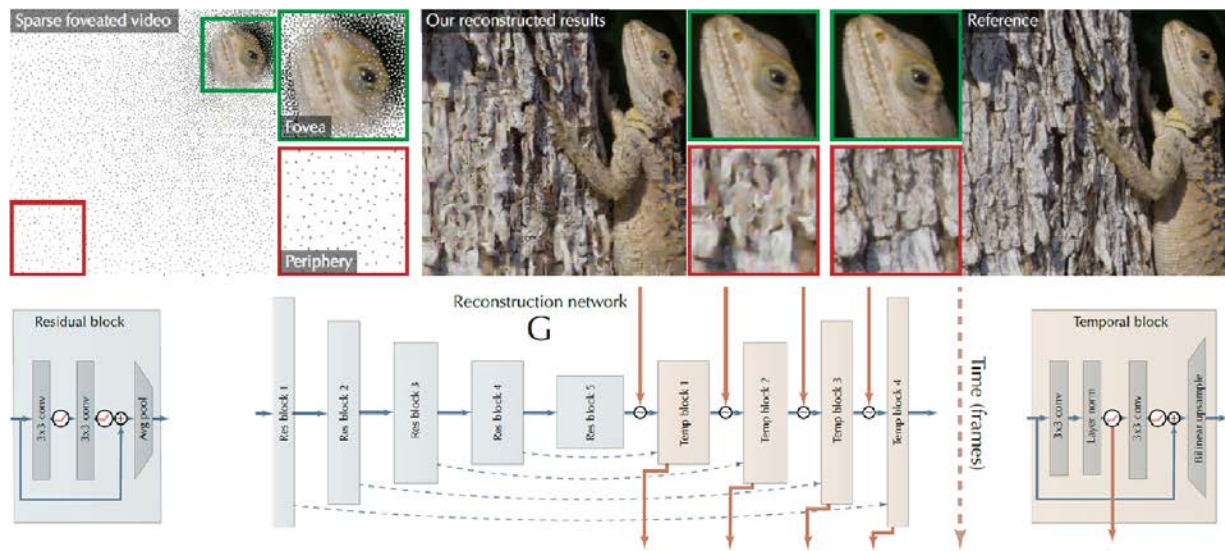 Sparse foveated video
Our reconstructed results
Reference
Fovea
Periphery
Reconstruction network
G
Residual block
3x3 conv
3x3 conv
+
Avg pool
Res block 1
Res block 2
Res block 3
Res block 4
Res block 5
Temp block 1
Temp block 2
Temp block 3
Temp block 4
Time (frames)
Temporal block
3x3 conv
Layer norm
3x3 conv
+
Bilinear upsample